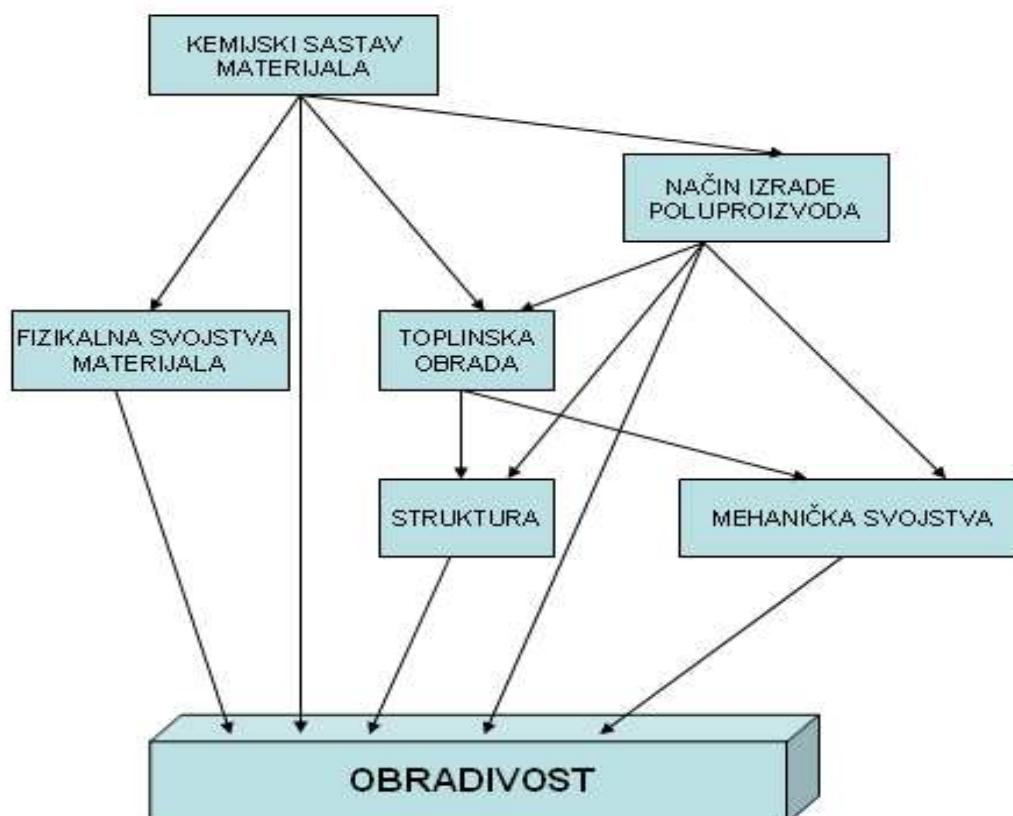 KEMIJSKI SASTAV
MATERIJALA
NAČIN IZRADE
POLUPROIZVODA
FIZIKALNA SVOJSTVA
MATERIJALA
TOPLINSKA
OBRADA
STRUKTURA
MEHANIČKA SVOJSTVA
OBRADIVOST